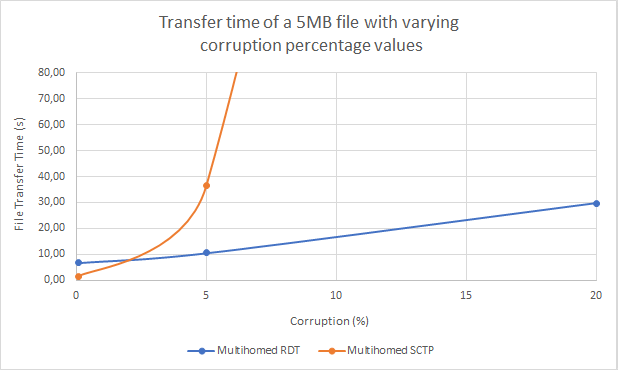 Transfer time of a 5MB file with varying
corruption percentage values
80,00
70,00
60,00
50,00
40,00
30,00
20,00
10,00
0,00
File Transfer Time (s)
0 5 10 15 20
Corruption (%)
Multihomed RDT Multihomed SCTP